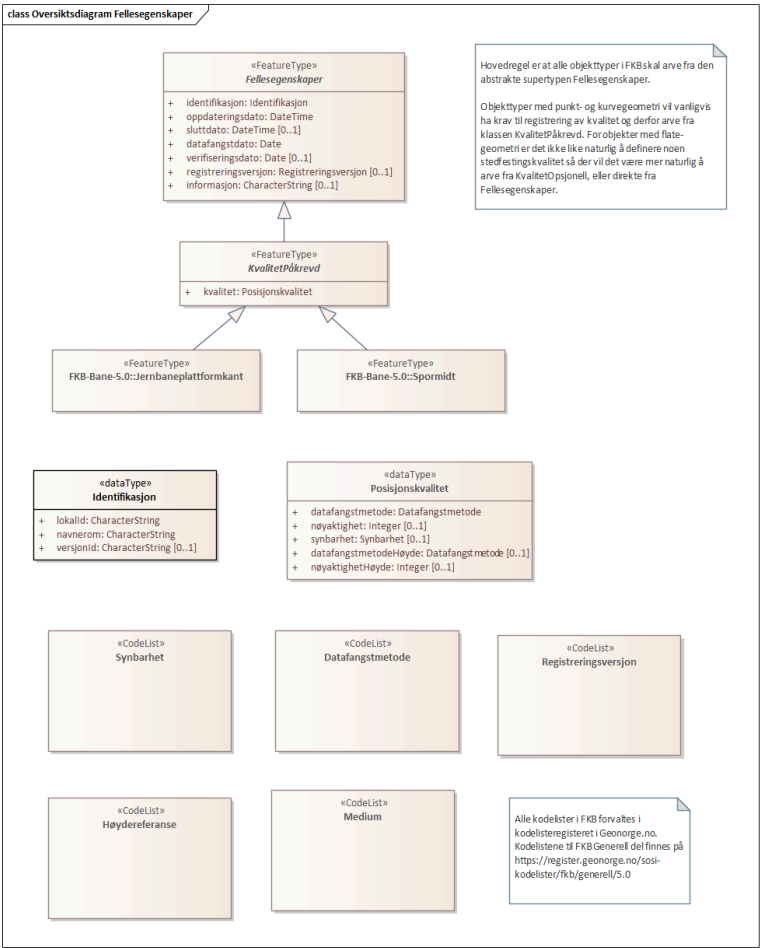 class Oversiktsdiagram Fellesegenskaper
«FeatureType»
Fellesegenskaper
+ identifikasjon: Identifikasjon
+ oppdateringsdato: DateTime
+ sluttdato: DateTime [0..1]
+ datafangstdato: Date
+ verifiseringsdato: Date [0..1]
+ registreringsversjon: Registreringsversjon [0..1]
+ informasjon: CharacterString [0..1]
Hovedregel er at alle objekttyper i FKB skal arve fra den
abstrakte supertypen Fellesegenskaper.
Objekttyper med punkt- og kurvegeometri vil vanligvis
ha krav til registrering av kvalitet og derfor arve fra
klassen KvalitetPåkrevd. For objekter med flate-
geometri er det ikke like naturlig å definere noen
stedfestingskvalitet så der vil det være mer naturlig å
arve fra KvalitetOpsjonell, eller direkte fra
Fellesegenskaper.
«FeatureType»
KvalitetPåkrevd
+ kvalitet: Posisjonskvalitet
«FeatureType»
FKB-Bane-5.0::Jernbaneplattformkant
«FeatureType»
FKB-Bane-5.0::Spormidt
«dataType»
Identifikasjon
+ lokalId: CharacterString
+ navnerom: CharacterString
+ versjonId: CharacterString [0..1]
«dataType»
Posisjonskvalitet
+ datafangstmetode: Datafangstmetode
+ nøyaktighet: Integer [0..1]
+ synbarhet: Synbarhet [0..1]
+ datafangstmetodeHøyde: Datafangstmetode [0..1]
+ nøyaktighetHøyde: Integer [0..1]
«CodeList»
Synbarhet
«CodeList»
Datafangstmetode
«CodeList»
Registreringsversjon
«CodeList»
Høydereferanse
«CodeList»
Medium
Alle kodelister i FKB forvaltes i
kodelisteregisteret i Geonorge.no.
Kodelistene til FKB Generell del finnes på
https://register.geonorge.no/sosi-
kodelister/fkb/generell/5.0